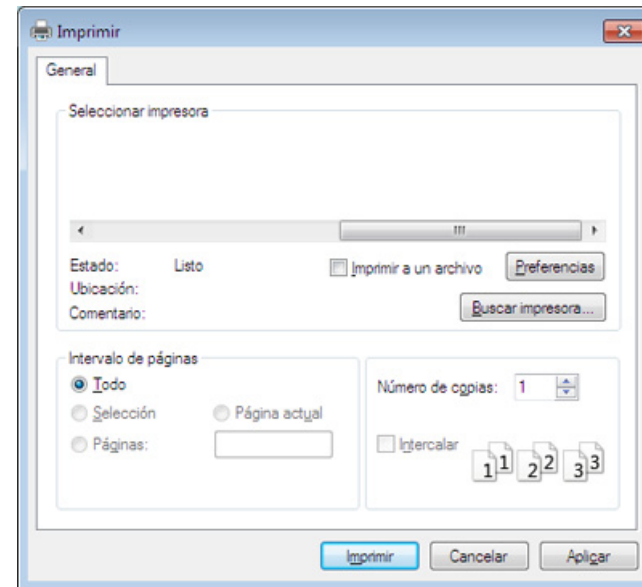 Imprimir
General
Seleccionar impresora
Estado: Listo
Imprimir a un archivo
Preferencias
Ubicación:
Comentario:
Buscar impresora...
Intervalo de páginas
Todo
Selección
Página actual
Páginas:
Número de copias: 1
Intercalar
1 1 2 2 3 3
Imprimir
Cancelar
Aplicar